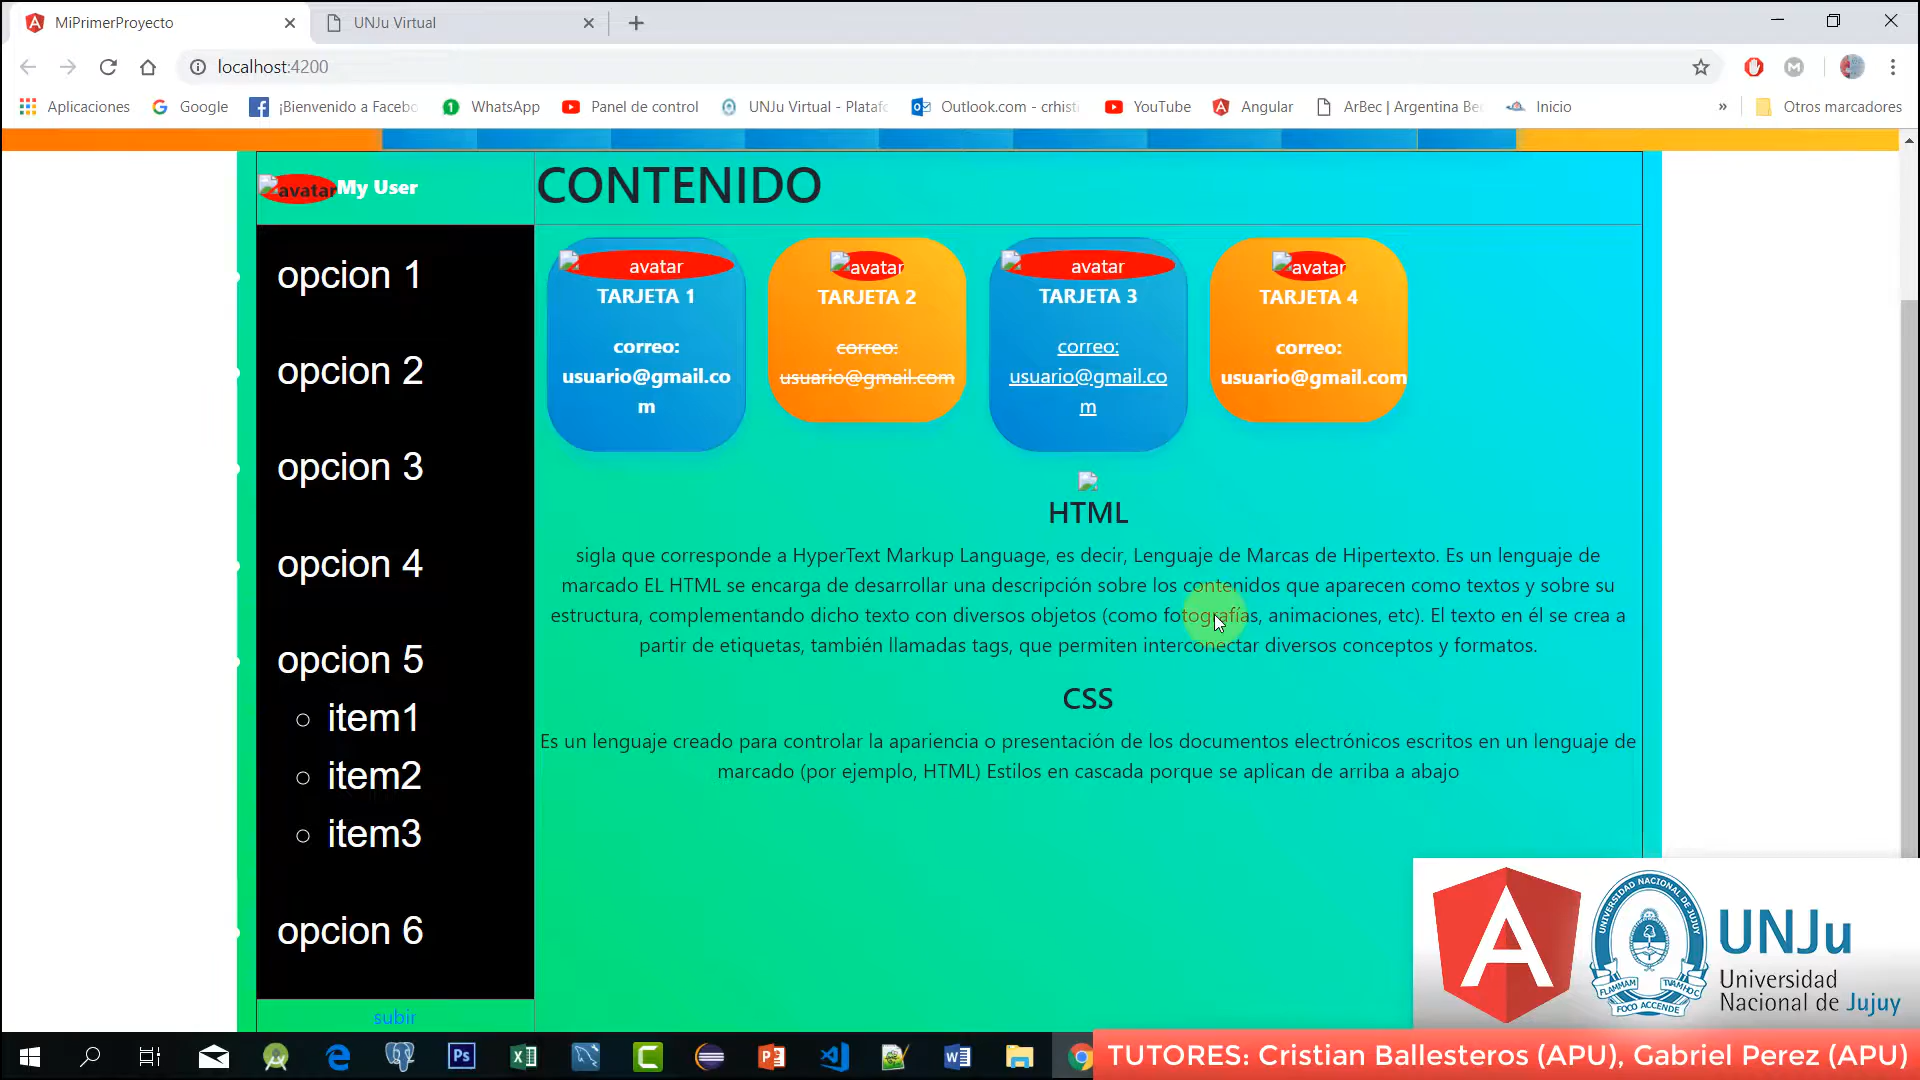 MiPrimerProyecto
UNJu Virtual
localhost:4200
Aplicaciones
Google
¡Bienvenido a Facebo
WhatsApp
Panel de control
UNJu Virtual - Plataf
Outlook.com - crhist
YouTube
Angular
ArBec | Argentina Be
Inicio
»
Otros marcadores
avatar My User
CONTENIDO
opcion 1
opcion 2
opcion 3
opcion 4
opcion 5
item1
item2
item3
opcion 6
subir
avatar
TARJETA 1
correo:
usuario@gmail.co
m
avatar
TARJETA 2
correo:
usuario@gmail.com
avatar
TARJETA 3
correo:
usuario@gmail.co
m
avatar
TARJETA 4
correo:
usuario@gmail.com
HTML
sigla que corresponde a HyperText Markup Language, es decir, Lenguaje de Marcas de Hipertexto. Es un lenguaje de
marcado EL HTML se encarga de desarrollar una descripción sobre los contenidos que aparecen como textos y sobre su
estructura, complementando dicho texto con diversos objetos (como fotografías, animaciones, etc). El texto en él se crea a
partir de etiquetas, también llamadas tags, que permiten interconectar diversos conceptos y formatos.
CSS
Es un lenguaje creado para controlar la apariencia o presentación de los documentos electrónicos escritos en un lenguaje de
marcado (por ejemplo, HTML) Estilos en cascada porque se aplican de arriba a abajo
A
UNIVERSIDAD NACIONAL DE JUJUY
FOCO ACCENDE
UNJu
Universidad
Nacional de Jujuy
TUTORES: Cristian Ballesteros (APU), Gabriel Perez (APU)